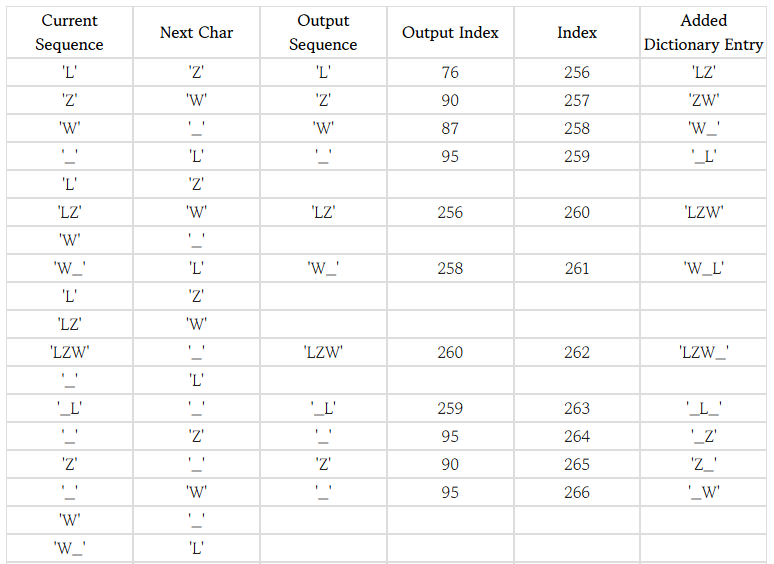 Current Sequence Next Char Output Sequence Output Index Index Added Dictionary Entry
'L' 'Z' 'L' 76 256 'LZ'
'Z' 'W' 'Z' 90 257 'ZW'
'W' '_' 'W' 87 258 'W_'
'_' 'L' '_' 95 259 '_L'
'L' 'Z'
'LZ' 'W' 'LZ' 256 260 'LZW'
'W' '_'
'W_' 'L' 'W_' 258 261 'W_L'
'L' 'Z'
'LZ' 'W'
'LZW' '_' 'LZW' 260 262 'LZW_'
'_' 'L'
'_L' '_' '_L' 259 263 '_L_'
'_' 'Z' '_' 95 264 '_Z'
'Z' '_' 'Z' 90 265 'Z_'
'_' 'W' '_' 95 266 '_W'
'W' '_'
'W_' 'L'